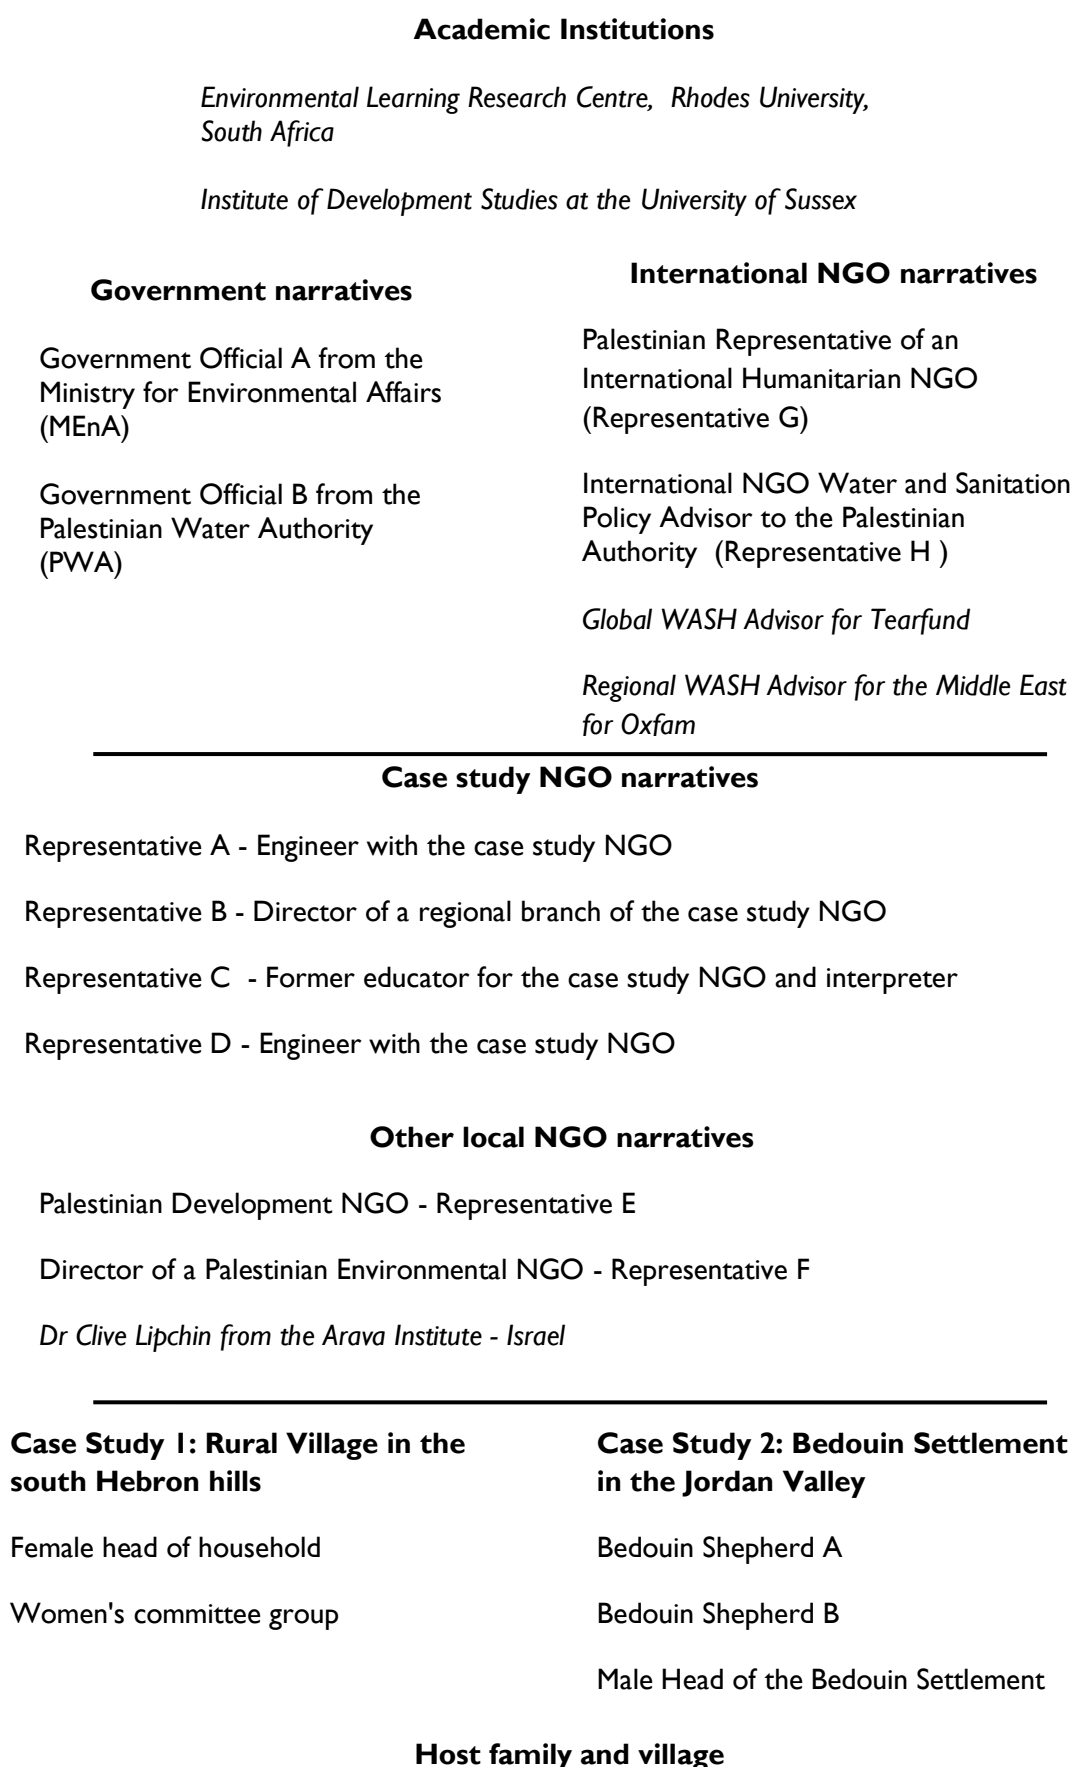 Academic Institutions
Environmental Learning Research Centre, Rhodes University,
South Africa
Institute of Development Studies at the University of Sussex
Government narratives
Government Official A from the
Ministry for Environmental Affairs
(MEnA)
Government Official B from the
Palestinian Water Authority
(PWA)
International NGO narratives
Palestinian Representative of an
International Humanitarian NGO
(Representative G)
International NGO Water and Sanitation
Policy Advisor to the Palestinian
Authority (Representative H )
Global WASH Advisor for Tearfund
Regional WASH Advisor for the Middle East
for Oxfam
Case study NGO narratives
Representative A - Engineer with the case study NGO
Representative B - Director of a regional branch of the case study NGO
Representative C - Former educator for the case study NGO and interpreter
Representative D - Engineer with the case study NGO
Other local NGO narratives
Palestinian Development NGO - Representative E
Director of a Palestinian Environmental NGO - Representative F
Dr Clive Lipchin from the Arava Institute - Israel
Case Study 1: Rural Village in the
south Hebron hills
Female head of household
Women's committee group
Case Study 2: Bedouin Settlement
in the Jordan Valley
Bedouin Shepherd A
Bedouin Shepherd B
Male Head of the Bedouin Settlement
Host family and village